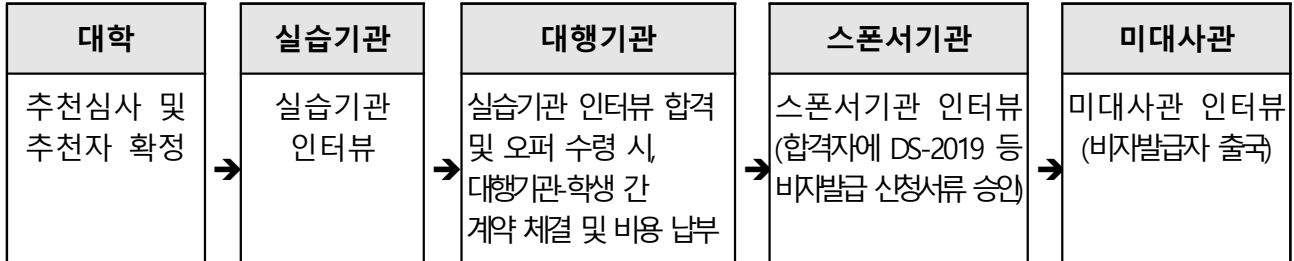 대학
추천심사 및
추천자 확정
➔
실습기관
실습기관
인터뷰
➔
대행기관
실습기관 인터뷰 합격
및 오퍼 수령 시,
대행기관-학생 간
계약 체결 및 비용 납부
➔
스폰서기관
스폰서기관 인터뷰
(합격자에 DS-2019 등
비자발급 신청서류 승인)
➔
미대사관
미대사관 인터뷰
(비자발급자 출국)